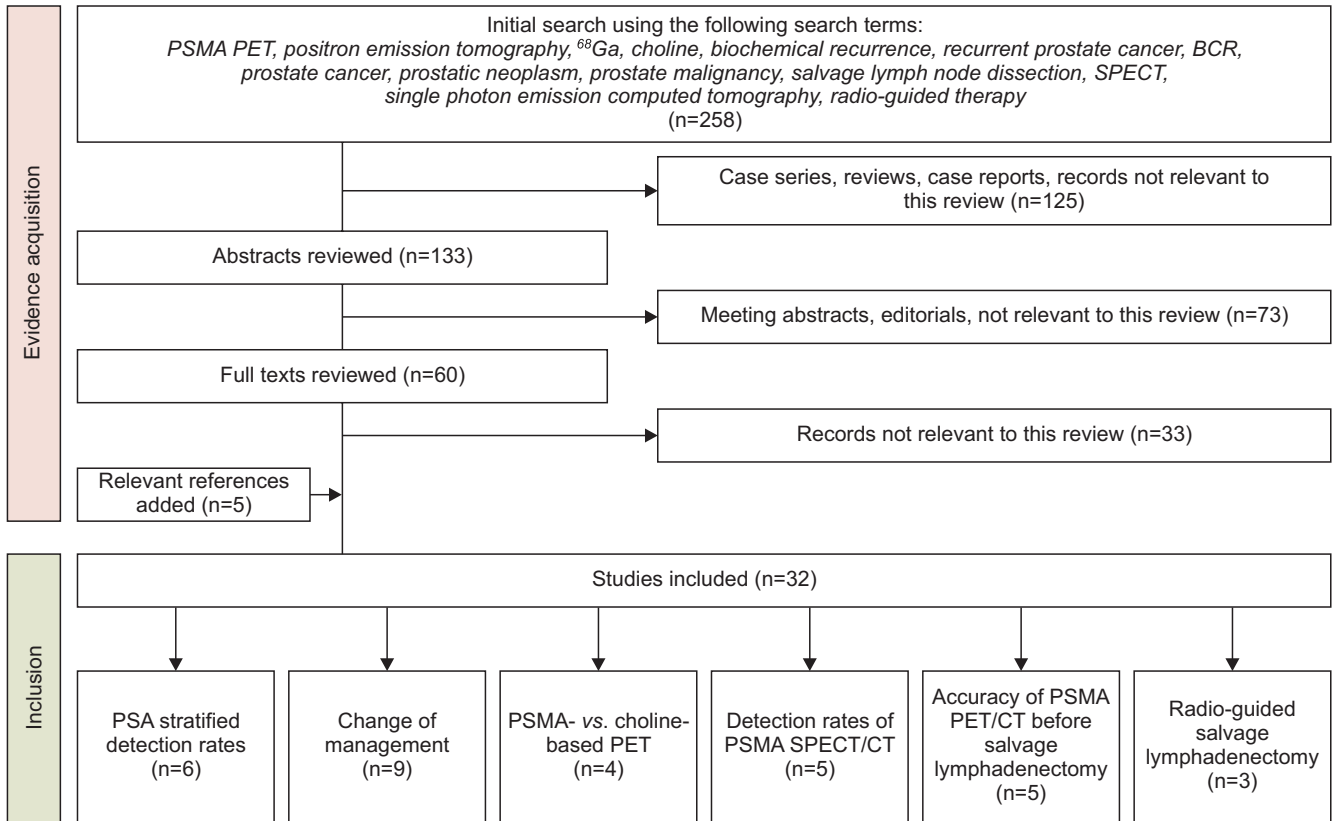 Evidence acquisition
Initial search using the following search terms:
PSMA PET, positron emission tomography, ⁶⁸Ga, choline, biochemical recurrence, recurrent prostate cancer, BCR,
prostate cancer, prostatic neoplasm, prostate malignancy, salvage lymph node dissection, SPECT,
single photon emission computed tomography, radio-guided therapy
(n=258)
Case series, reviews, case reports, records not relevant to
this review (n=125)
Abstracts reviewed (n=133)
Meeting abstracts, editorials, not relevant to this review (n=73)
Full texts reviewed (n=60)
Records not relevant to this review (n=33)
Relevant references
added (n=5)
Inclusion
Studies included (n=32)
PSA stratified
detection rates
(n=6)
Change of
management
(n=9)
PSMA- vs. choline-
based PET
(n=4)
Detection rates of
PSMA SPECT/CT
(n=5)
Accuracy of PSMA
PET/CT before
salvage
lymphadenectomy
(n=5)
Radio-guided
salvage
lymphadenectomy
(n=3)